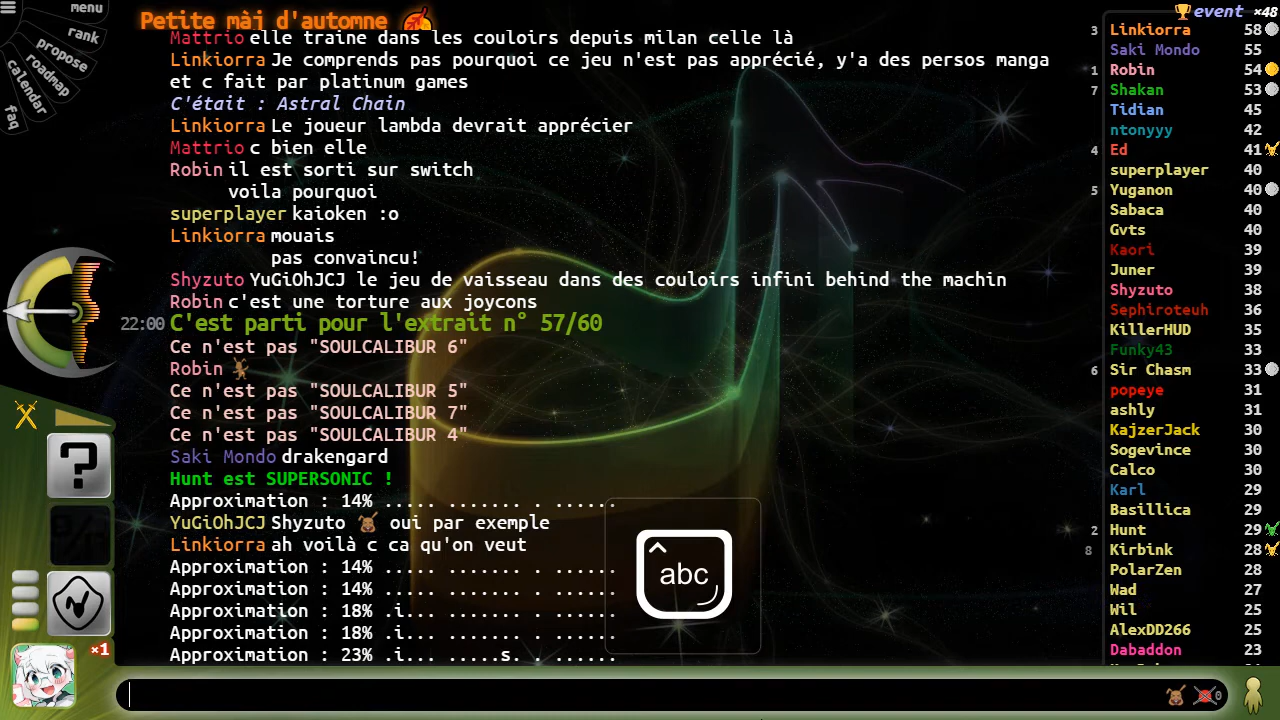 menu
rank
propose
roadmap
calendar
faq
Petite mài d'automne
Mattrio elle traine dans les couloirs depuis milan celle là
Linkiorra Je comprends pas pourquoi ce jeu n'est pas apprécié, y'a des persos manga
et c fait par platinum games
C'était : Astral Chain
Linkiorra Le joueur lambda devrait apprécier
Mattrio c bien elle
Robin il est sorti sur switch
voila pourquoi
superplayer kaioken :o
Linkiorra mouais
pas convaincu!
Shyzuto YuGiOhJCJ le jeu de vaisseau dans des couloirs infini behind the machin
Robin c'est une torture aux joycons
22:00 C'est parti pour l'extrait n° 57/60
Ce n'est pas "SOULCALIBUR 6"
Robin
Ce n'est pas "SOULCALIBUR 5"
Ce n'est pas "SOULCALIBUR 7"
Ce n'est pas "SOULCALIBUR 4"
Saki Mondo drakengard
Hunt est SUPERSONIC !
Approximation : 14% ..... ....... . ......
YuGiOhJCJ Shyzuto oui par exemple
Linkiorra ah voilà c ca qu'on veut
Approximation : 14% ..... ....... . ......
Approximation : 14% ..... ....... . ......
Approximation : 18% .i... ....... . ......
Approximation : 18% .i... ....... . ......
Approximation : 23% .i... .....s. . ......
abc
?
×1
0
event ×48
3 Linkiorra 58
Saki Mondo 55
1 Robin 54
7 Shakan 53
Tidian 45
ntonyyy 42
4 Ed 41
superplayer 40
5 Yuganon 40
Sabaca 40
Gvts 40
Kaori 39
Juner 39
Shyzuto 38
Sephiroteuh 36
KillerHUD 35
Funky43 33
6 Sir Chasm 33
popeye 31
ashly 31
KajzerJack 30
Sogevince 30
Calco 30
Karl 29
Basillica 29
2 Hunt 29
8 Kirbink 28
PolarZen 28
Wad 27
Wil 25
AlexDD266 25
Dabaddon 23